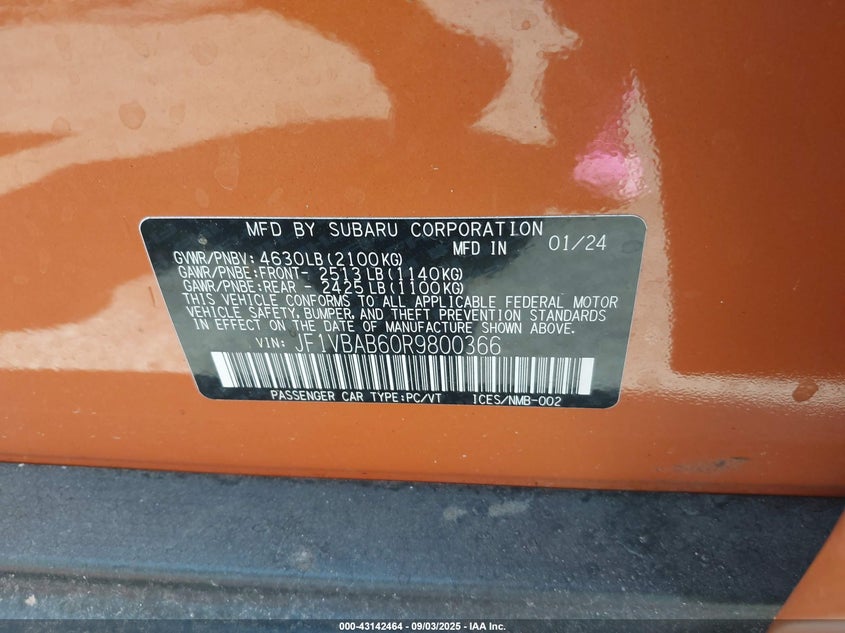 MFD BY SUBARU CORPORATION
MFD IN 01/24
GVWR/PNBV: 4630LB(2100KG)
GAWR/PNBE:FRONT- 2513LB(1140KG)
GAWR/PNBE:REAR - 2425LB(1100KG)
THIS VEHICLE CONFORMS TO ALL APPLICABLE FEDERAL MOTOR
VEHICLE SAFETY, BUMPER, AND THEFT PREVENTION STANDARDS
IN EFFECT ON THE DATE OF MANUFACTURE SHOWN ABOVE.
VIN: JF1VBAB60R9800366
PASSENGER CAR TYPE:PC/VT ICES/NMB-002
000-43142464 - 09/03/2025 - IAA Inc.